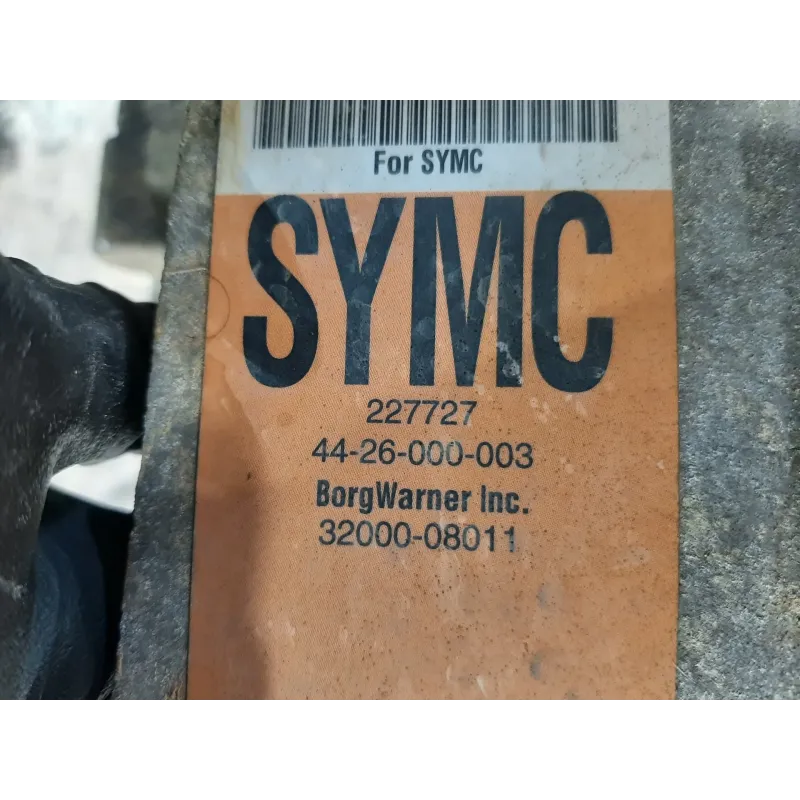 For SYMC
SYMC
227727
44-26-000-003
BorgWarner Inc.
32000-08011